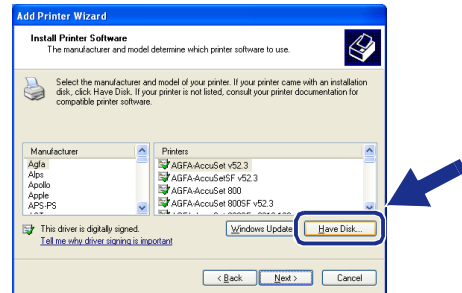 Add Printer Wizard
Install Printer Software
The manufacturer and model determine which printer software to use.
Select the manufacturer and model of your printer. If your printer came with an installation
disk, click Have Disk. If your printer is not listed, consult your printer documentation for
compatible printer software.
Manufacturer
Agfa
Alps
Apollo
Apple
APS-PS
Printers
AGFA-AccuSet v52.3
AGFA-AccuSetSF v52.3
AGFA-AccuSet 800
AGFA-AccuSet 800SF v52.3
This driver is digitally signed.
Tell me why driver signing is important
Windows Update
Have Disk...
< Back
Next >
Cancel